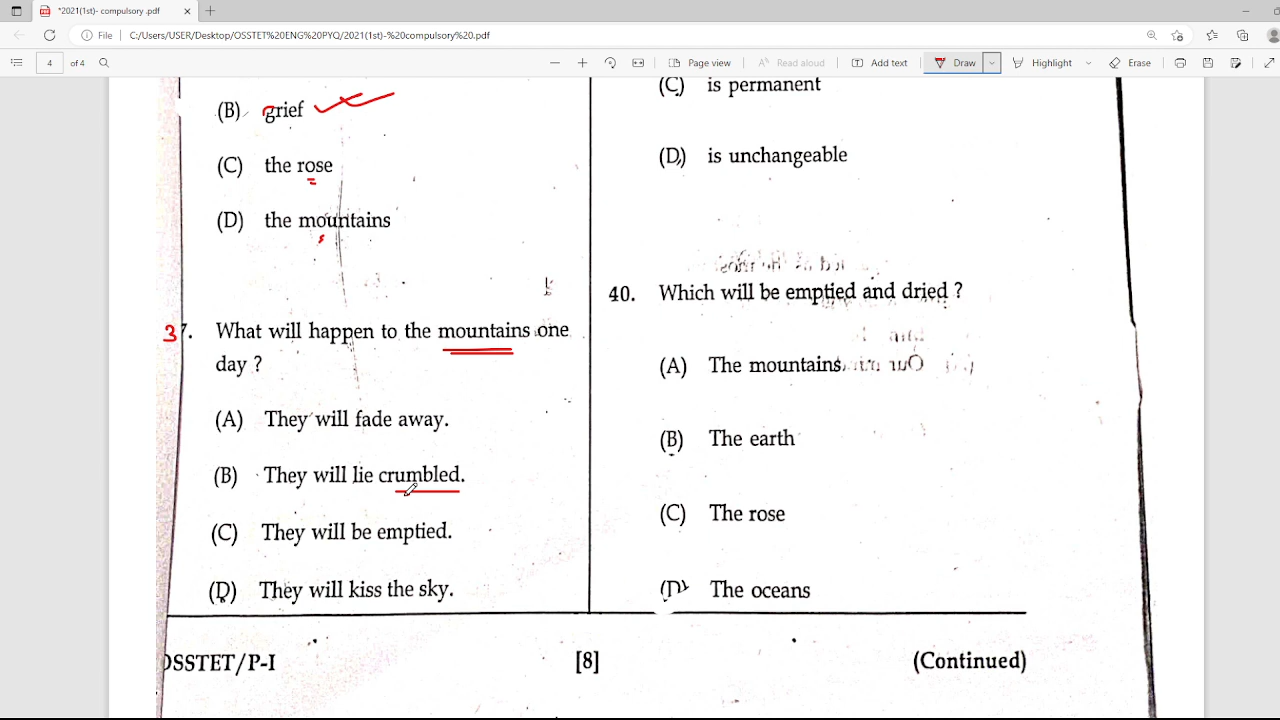 *2021(1st)- compulsory .pdf
File
C:/Users/USER/Desktop/OSSTET%20ENG%20PYQ/2021(1st)-%20compulsory%20.pdf
4 of 4
Page view
Read aloud
Add text
Draw
Highlight
Erase
(B) grief
(C) the rose
(D) the mountains
37. What will happen to the mountains one
day ?
(A) They will fade away.
(B) They will lie crumbled.
(C) They will be emptied.
(D) They will kiss the sky.
(C) is permanent
(D) is unchangeable
40. Which will be emptied and dried ?
(A) The mountains
(B) The earth
(C) The rose
(D) The oceans
OSSTET/P-I
[8]
(Continued)